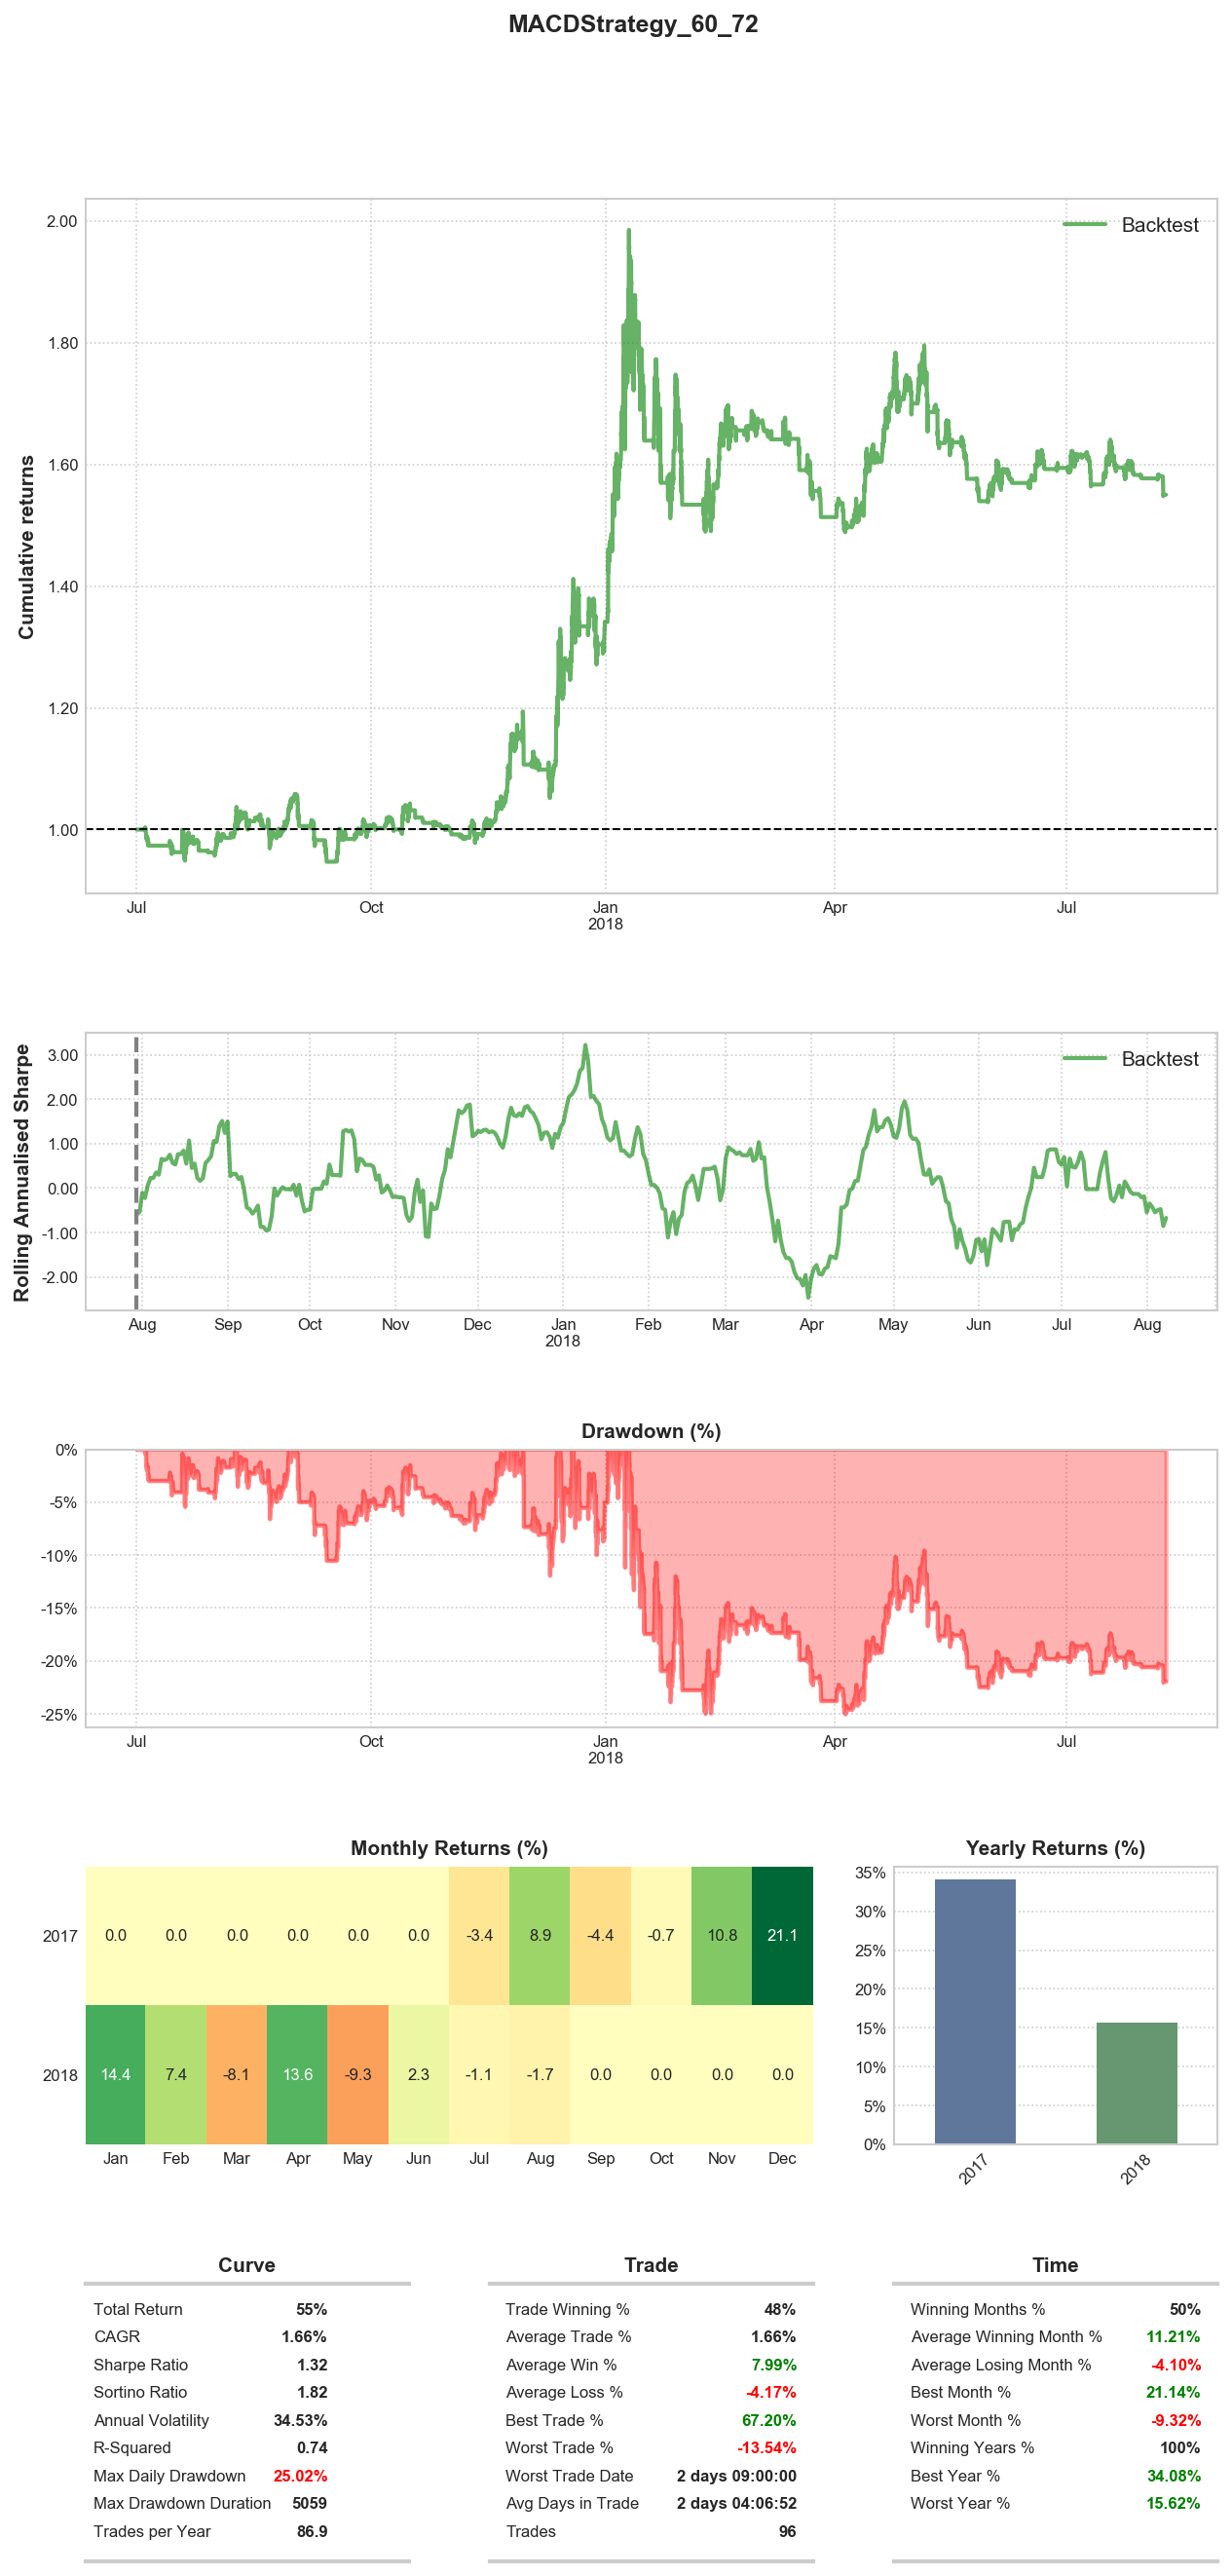 MACDStrategy_60_72
2.00
1.80
1.60
1.40
1.20
1.00
Cumulative returns
Backtest
Jul Oct Jan Apr Jul
2018
3.00
2.00
1.00
0.00
-1.00
-2.00
Rolling Annualised Sharpe
Backtest
Aug Sep Oct Nov Dec Jan Feb Mar Apr May Jun Jul Aug
2018
Drawdown (%)
0%
-5%
-10%
-15%
-20%
-25%
Jul Oct Jan Apr Jul
2018
Monthly Returns (%)
2017 0.0 0.0 0.0 0.0 0.0 0.0 -3.4 8.9 -4.4 -0.7 10.8 21.1
2018 14.4 7.4 -8.1 13.6 -9.3 2.3 -1.1 -1.7 0.0 0.0 0.0 0.0
Jan Feb Mar Apr May Jun Jul Aug Sep Oct Nov Dec
Yearly Returns (%)
35%
30%
25%
20%
15%
10%
5%
0%
2017 2018
Curve
Total Return 55%
CAGR 1.66%
Sharpe Ratio 1.32
Sortino Ratio 1.82
Annual Volatility 34.53%
R-Squared 0.74
Max Daily Drawdown 25.02%
Max Drawdown Duration 5059
Trades per Year 86.9
Trade
Trade Winning % 48%
Average Trade % 1.66%
Average Win % 7.99%
Average Loss % -4.17%
Best Trade % 67.20%
Worst Trade % -13.54%
Worst Trade Date 2 days 09:00:00
Avg Days in Trade 2 days 04:06:52
Trades 96
Time
Winning Months % 50%
Average Winning Month % 11.21%
Average Losing Month % -4.10%
Best Month % 21.14%
Worst Month % -9.32%
Winning Years % 100%
Best Year % 34.08%
Worst Year % 15.62%